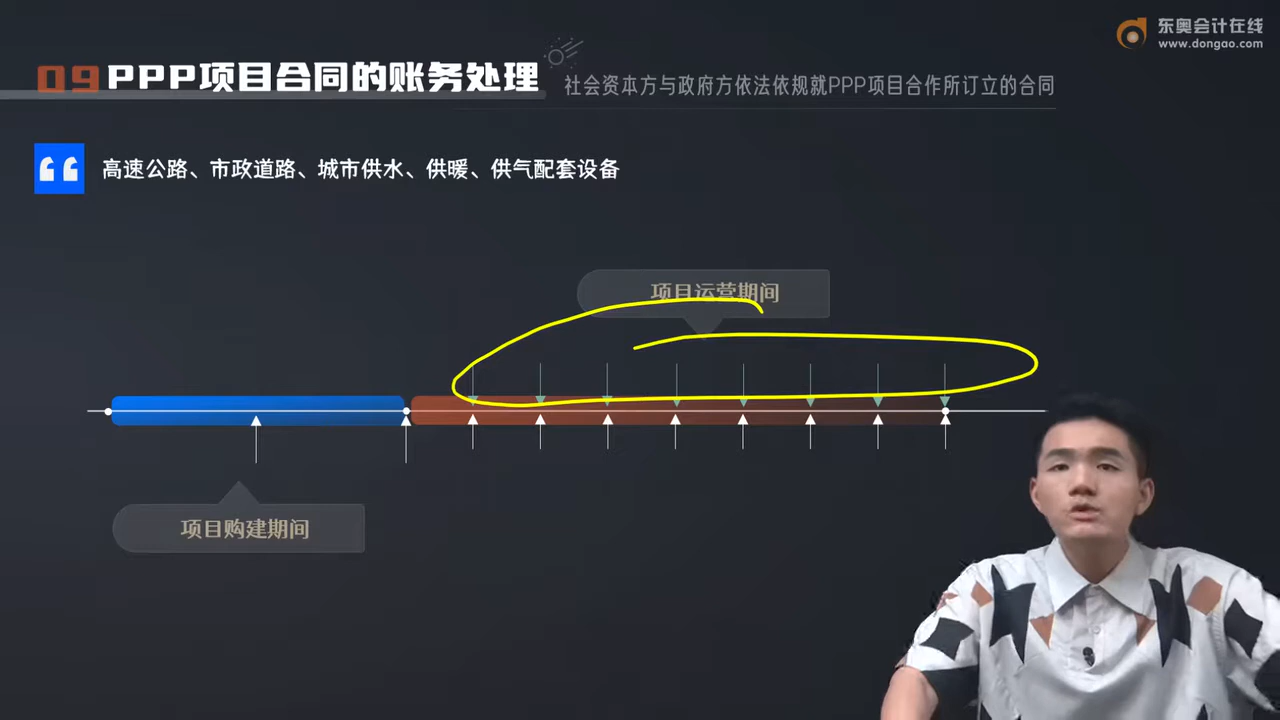 东奥会计在线
www.dongao.com
09 PPP项目合同的账务处理
社会资本方与政府方依法依规就PPP项目合作所订立的合同
高速公路、市政道路、城市供水、供暖、供气配套设备
项目运营期间
项目购建期间